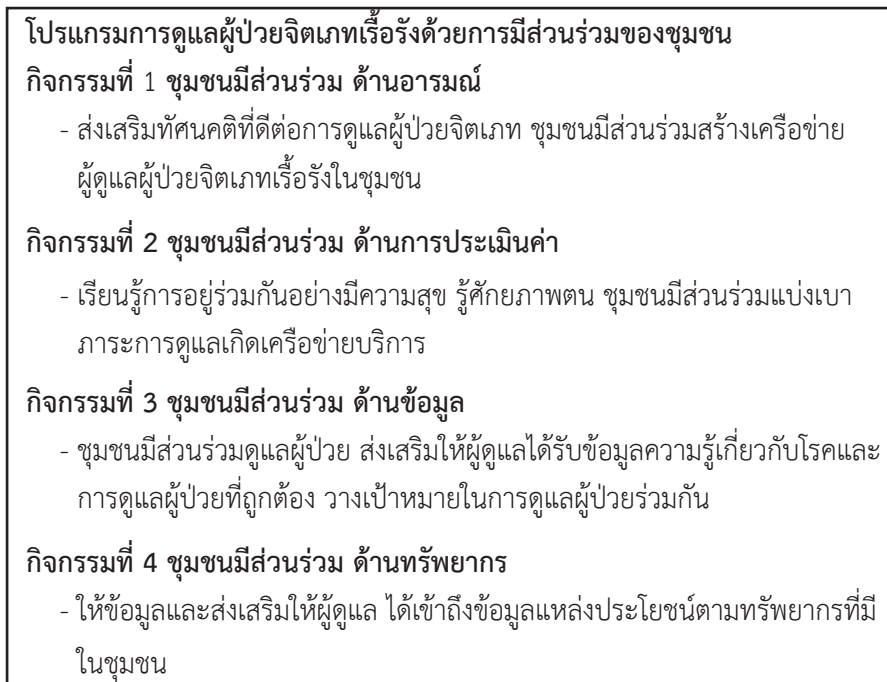 โปรแกรมการดูแลผู้ป่วยจิตเภทเรื้อรังด้วยการมีส่วนร่วมของชุมชน
กิจกรรมที่ 1 ชุมชนมีส่วนร่วม ด้านอารมณ์
- ส่งเสริมทัศนคติที่ดีต่อการดูแลผู้ป่วยจิตเภท ชุมชนมีส่วนร่วมสร้างเครือข่าย
ผู้ดูแลผู้ป่วยจิตเภทเรื้อรังในชุมชน
กิจกรรมที่ 2 ชุมชนมีส่วนร่วม ด้านการประเมินค่า
- เรียนรู้การอยู่ร่วมกันอย่างมีความสุข รู้ศักยภาพตน ชุมชนมีส่วนร่วมแบ่งเบา
ภาระการดูแลเกิดเครือข่ายบริการ
กิจกรรมที่ 3 ชุมชนมีส่วนร่วม ด้านข้อมูล
- ชุมชนมีส่วนร่วมดูแลผู้ป่วย ส่งเสริมให้ผู้ดูแลได้รับข้อมูลความรู้เกี่ยวกับโรคและ
การดูแลผู้ป่วยที่ถูกต้อง วางเป้าหมายในการดูแลผู้ป่วยร่วมกัน
กิจกรรมที่ 4 ชุมชนมีส่วนร่วม ด้านทรัพยากร
- ให้ข้อมูลและส่งเสริมให้ผู้ดูแล ได้เข้าถึงข้อมูลแหล่งประโยชน์ตามทรัพยากรที่มี
ในชุมชน